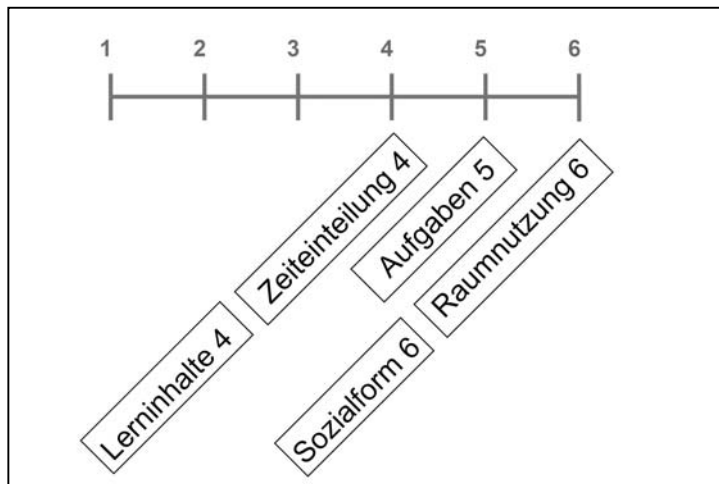 1 2 3 4 5 6
Zeiteinteilung 4
Aufgaben 5
Raumnutzung 6
Lerninhalte 4
Sozialform 6